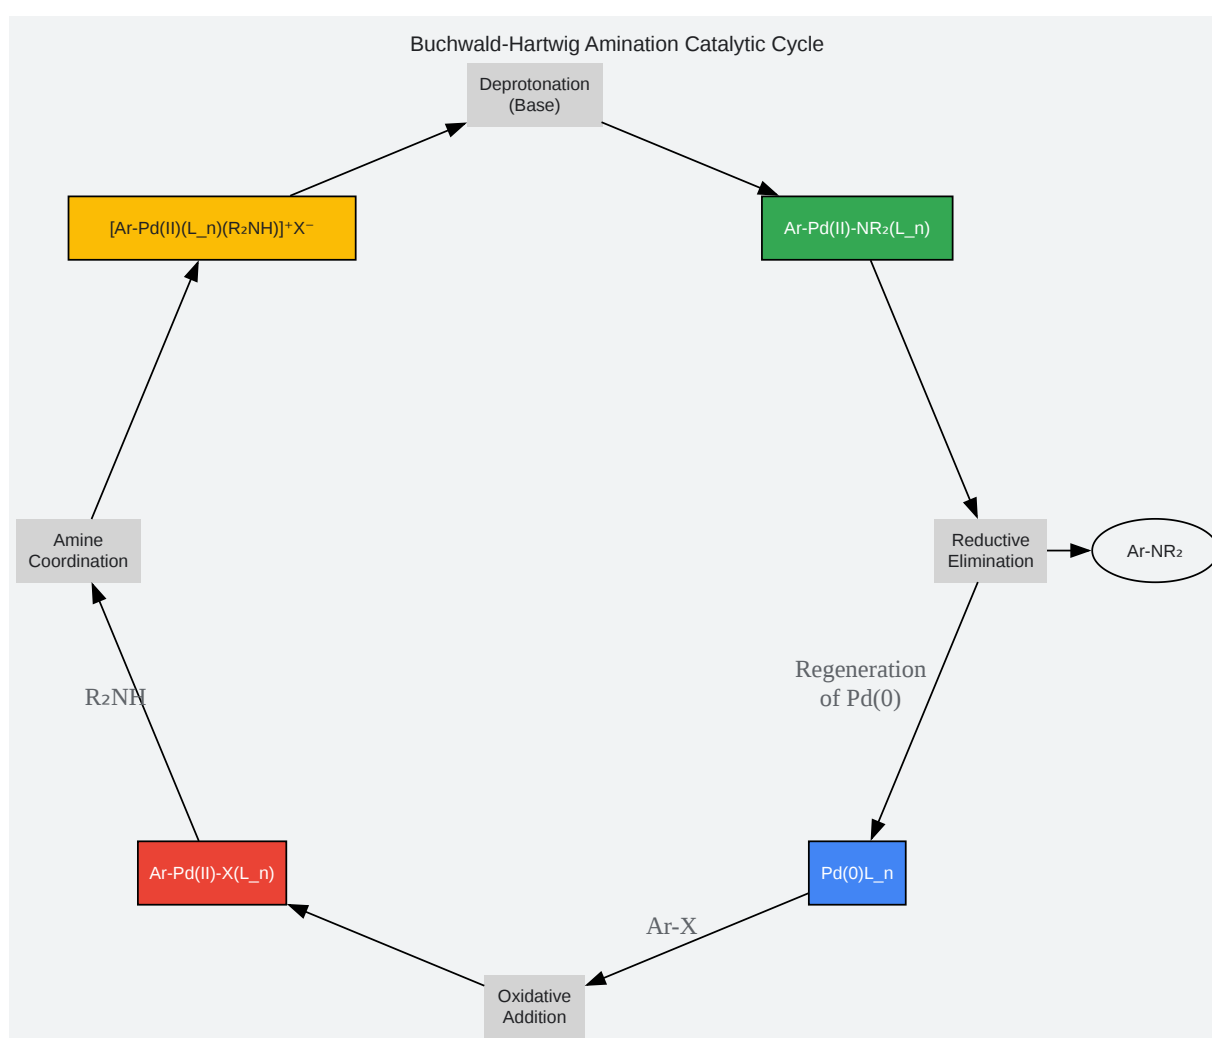 Buchwald-Hartwig Amination Catalytic Cycle
Deprotonation
(Base)
[Ar-Pd(II)(L_n)(R₂NH)]⁺X⁻
Ar-Pd(II)-NR₂(L_n)
Amine
Coordination
Reductive
Elimination
Ar-NR₂
Regeneration
of Pd(0)
R₂NH
Ar-Pd(II)-X(L_n)
Pd(0)L_n
Ar-X
Oxidative
Addition